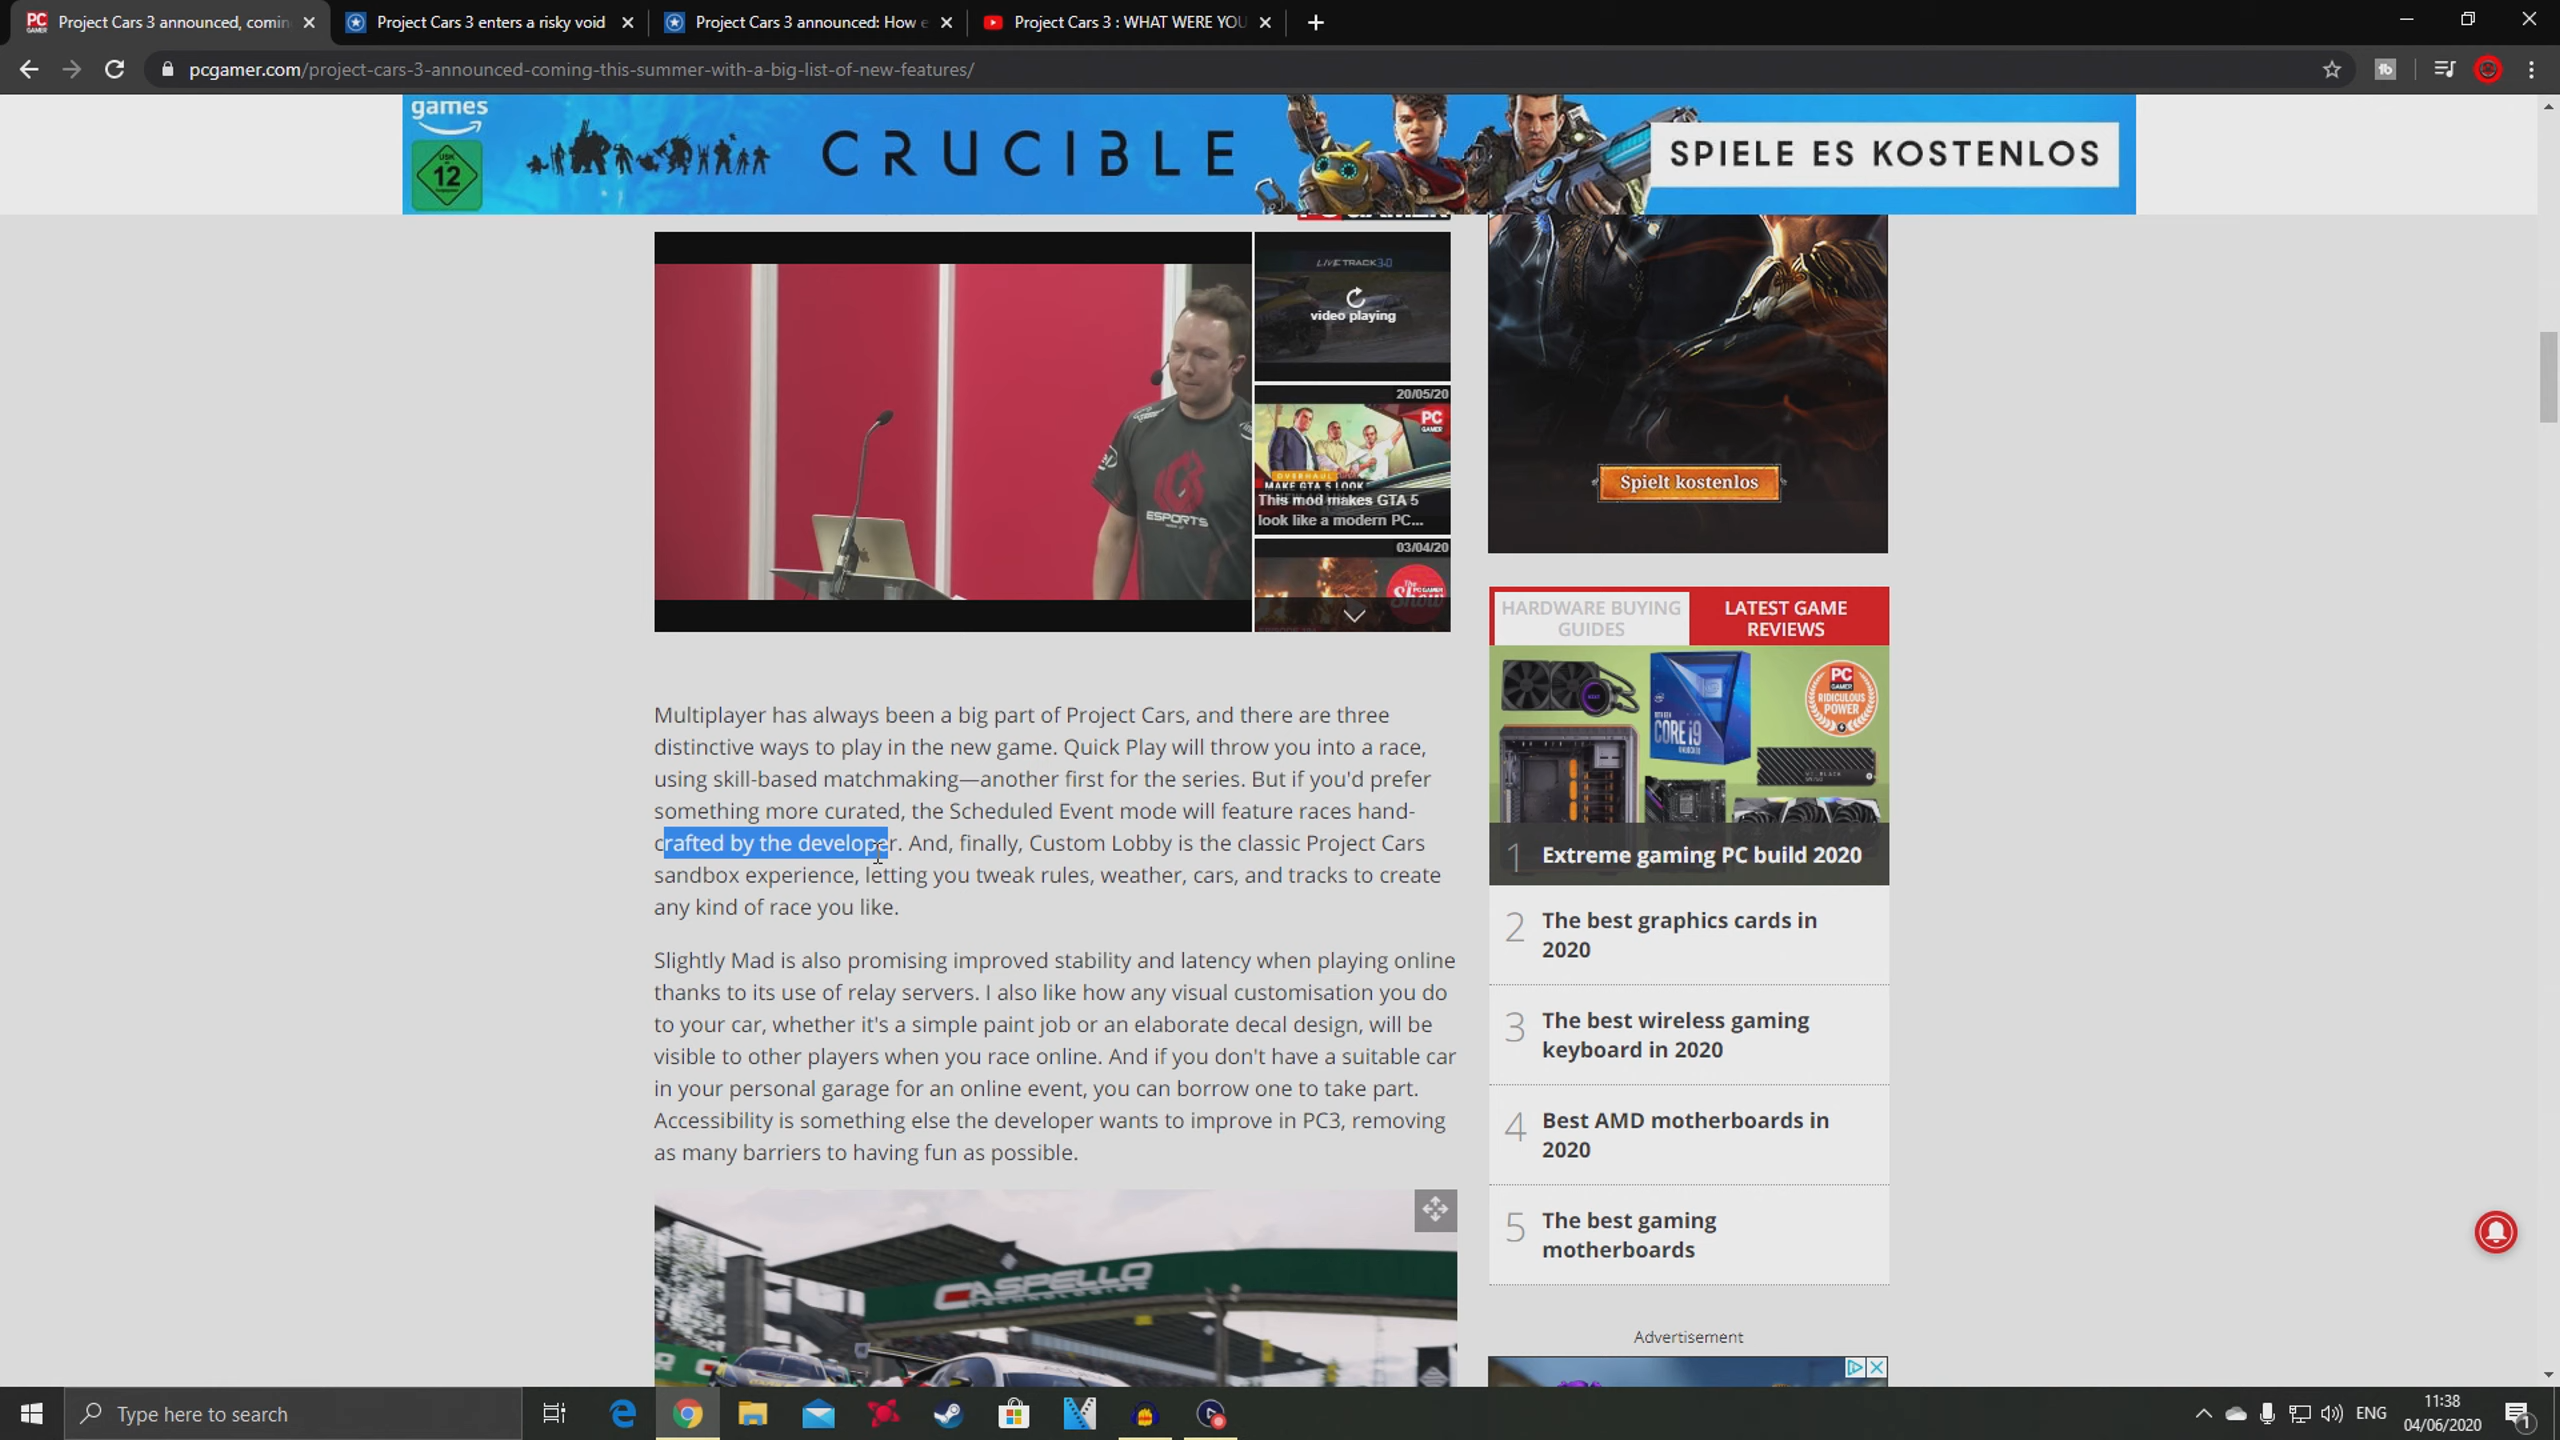 Project Cars 3 announced, comin
Project Cars 3 enters a risky void
Project Cars 3 announced: How e
Project Cars 3 : WHAT WERE YOU
pcgamer.com/project-cars-3-announced-coming-this-summer-with-a-big-list-of-new-features/
games
USK
12
CRUCIBLE
SPIELE ES KOSTENLOS
LIVETRACK3.0
video playing
20/05/20
PC
GAMER
OVERHAUL
MAKE GTA 5 LOOK
This mod makes GTA 5
look like a modern PC...
03/04/20
The
PC GAMER
Show
ESPORTS
Spielt kostenlos
HARDWARE BUYING
GUIDES
LATEST GAME
REVIEWS
PC
GAMER
RIDICULOUS
POWER
CORE i9
1 Extreme gaming PC build 2020
2 The best graphics cards in
2020
3 The best wireless gaming
keyboard in 2020
4 Best AMD motherboards in
2020
5 The best gaming
motherboards
Advertisement
Multiplayer has always been a big part of Project Cars, and there are three
distinctive ways to play in the new game. Quick Play will throw you into a race,
using skill-based matchmaking—another first for the series. But if you'd prefer
something more curated, the Scheduled Event mode will feature races hand-
crafted by the developer. And, finally, Custom Lobby is the classic Project Cars
sandbox experience, letting you tweak rules, weather, cars, and tracks to create
any kind of race you like.
Slightly Mad is also promising improved stability and latency when playing online
thanks to its use of relay servers. I also like how any visual customisation you do
to your car, whether it's a simple paint job or an elaborate decal design, will be
visible to other players when you race online. And if you don't have a suitable car
in your personal garage for an online event, you can borrow one to take part.
Accessibility is something else the developer wants to improve in PC3, removing
as many barriers to having fun as possible.
CASPELLO
TECHNOLOGIES
Type here to search
ENG
11:38
04/06/2020
1